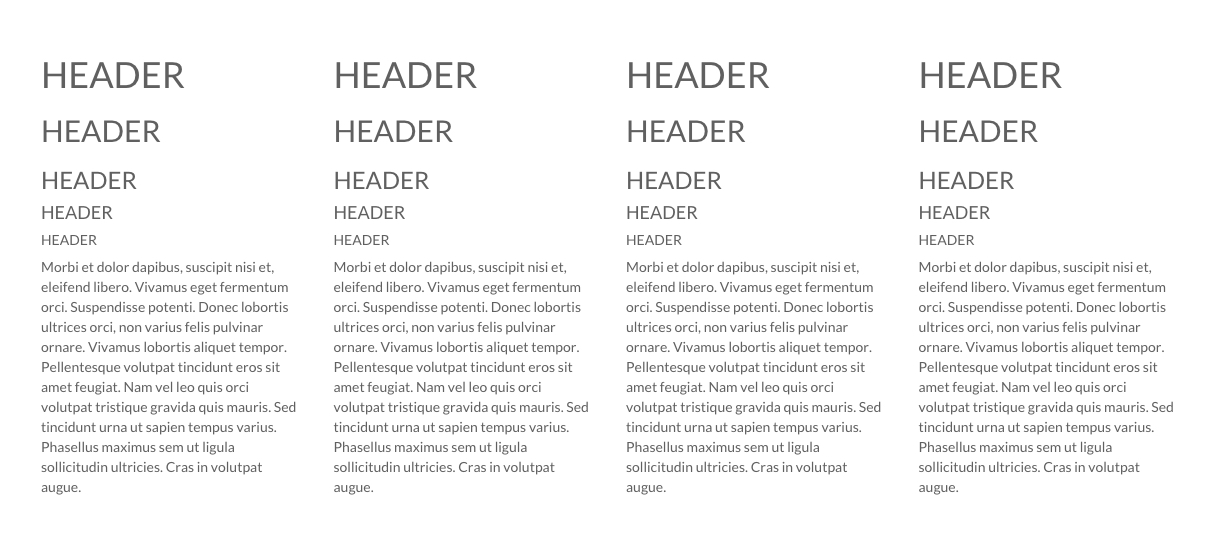 HEADER
HEADER
HEADER
HEADER
HEADER
Morbi et dolor dapibus, suscipit nisi et,
eleifend libero. Vivamus eget fermentum
orci. Suspendisse potenti. Donec lobortis
ultrices orci, non varius felis pulvinar
ornare. Vivamus lobortis aliquet tempor.
Pellentesque volutpat tincidunt eros sit
amet feugiat. Nam vel leo quis orci
volutpat tristique gravida quis mauris. Sed
tincidunt urna ut sapien tempus varius.
Phasellus maximus sem ut ligula
sollicitudin ultricies. Cras in volutpat
augue.
HEADER
HEADER
HEADER
HEADER
HEADER
Morbi et dolor dapibus, suscipit nisi et,
eleifend libero. Vivamus eget fermentum
orci. Suspendisse potenti. Donec lobortis
ultrices orci, non varius felis pulvinar
ornare. Vivamus lobortis aliquet tempor.
Pellentesque volutpat tincidunt eros sit
amet feugiat. Nam vel leo quis orci
volutpat tristique gravida quis mauris. Sed
tincidunt urna ut sapien tempus varius.
Phasellus maximus sem ut ligula
sollicitudin ultricies. Cras in volutpat
augue.
HEADER
HEADER
HEADER
HEADER
HEADER
Morbi et dolor dapibus, suscipit nisi et,
eleifend libero. Vivamus eget fermentum
orci. Suspendisse potenti. Donec lobortis
ultrices orci, non varius felis pulvinar
ornare. Vivamus lobortis aliquet tempor.
Pellentesque volutpat tincidunt eros sit
amet feugiat. Nam vel leo quis orci
volutpat tristique gravida quis mauris. Sed
tincidunt urna ut sapien tempus varius.
Phasellus maximus sem ut ligula
sollicitudin ultricies. Cras in volutpat
augue.
HEADER
HEADER
HEADER
HEADER
HEADER
Morbi et dolor dapibus, suscipit nisi et,
eleifend libero. Vivamus eget fermentum
orci. Suspendisse potenti. Donec lobortis
ultrices orci, non varius felis pulvinar
ornare. Vivamus lobortis aliquet tempor.
Pellentesque volutpat tincidunt eros sit
amet feugiat. Nam vel leo quis orci
volutpat tristique gravida quis mauris. Sed
tincidunt urna ut sapien tempus varius.
Phasellus maximus sem ut ligula
sollicitudin ultricies. Cras in volutpat
augue.